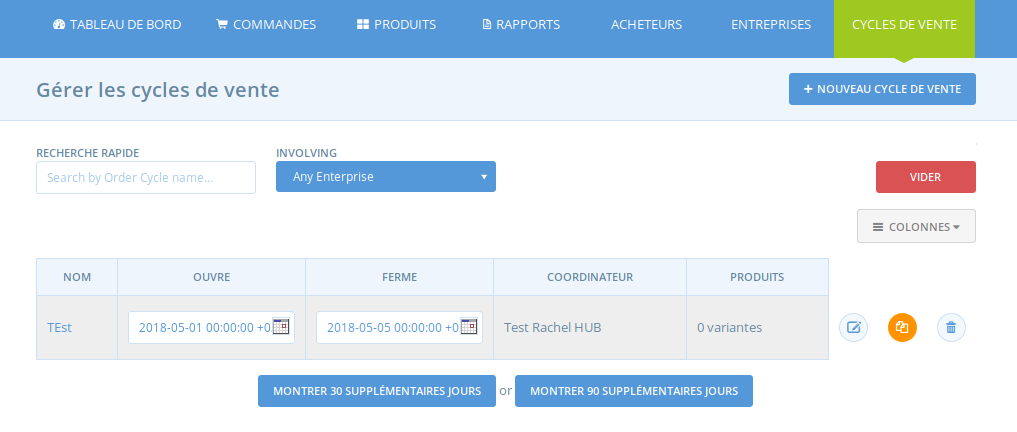 TABLEAU DE BORD COMMANDES PRODUITS RAPPORTS ACHETEURS ENTREPRISES CYCLES DE VENTE
Gérer les cycles de vente
+ NOUVEAU CYCLE DE VENTE
RECHERCHE RAPIDE INVOLVING
Search by Order Cycle name... Any Enterprise VIDER
COLONNES
NOM OUVRE FERME COORDINATEUR PRODUITS
TEst 2018-05-01 00:00:00 +0 2018-05-05 00:00:00 +0 Test Rachel HUB 0 variantes
MONTRER 30 SUPPLÉMENTAIRES JOURS or MONTRER 90 SUPPLÉMENTAIRES JOURS